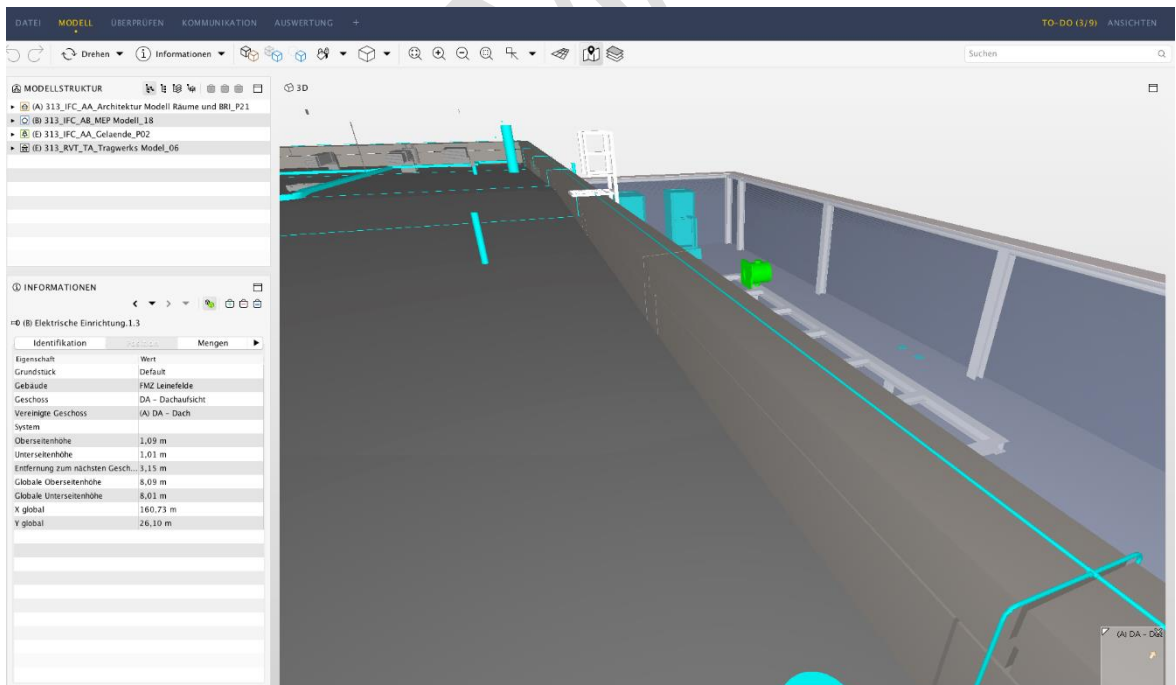 DATEI MODELL ÜBERPRÜFEN KOMMUNIKATION AUSWERTUNG + TO-DO (3/9) ANSICHTEN
Drehen Informationen Suchen
MODELLSTRUKTUR
3D
(A) 313_IFC_AA_Architektur Modell Räume und BRI_P21
(B) 313_IFC_AB_MEP Modell_18
(E) 313_IFC_AA_Gelaende_P02
(E) 313_RVT_TA_Tragwerks Model_06
INFORMATIONEN
(B) Elektrische Einrichtung.1.3
Identifikation Position Mengen
Eigenschaft Wert
Grundstück Default
Gebäude FMZ Leinefelde
Geschoss DA - Dachaufsicht
Vereinigte Geschoss (A) DA - Dach
System
Oberseitenhöhe 1,09 m
Unterseitenhöhe 1,01 m
Entfernung zum nächsten Gesch... 3,15 m
Globale Oberseitenhöhe 8,09 m
Globale Unterseitenhöhe 8,01 m
X global 160,73 m
Y global 26,10 m
(A) DA -